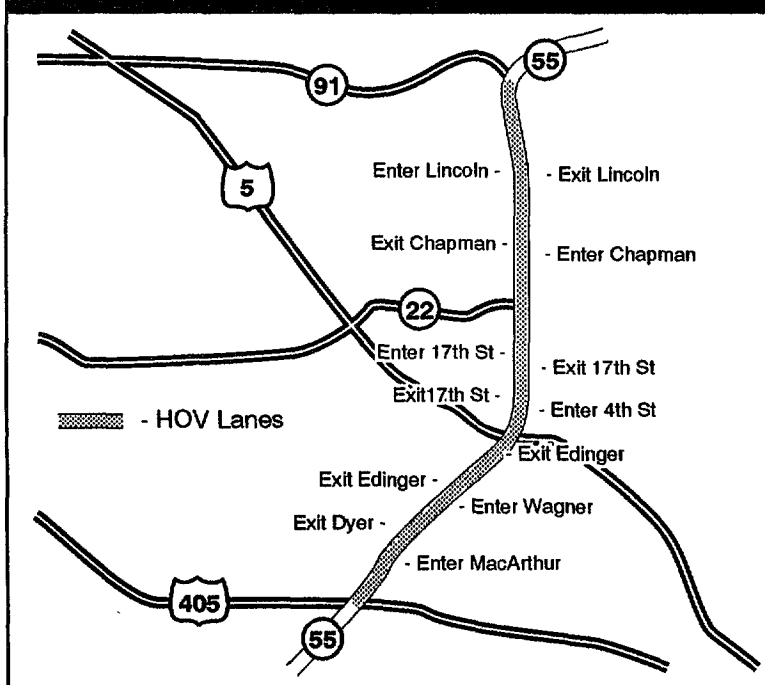 55
91
Enter Lincoln -
- Exit Lincoln
5
Exit Chapman -
- Enter Chapman
22
Enter 17th St -
- Exit 17th St
Exit17th St -
- Enter 4th St
- HOV Lanes
- Exit Edinger
Exit Edinger -
- Enter Wagner
Exit Dyer -
- Enter MacArthur
405
55